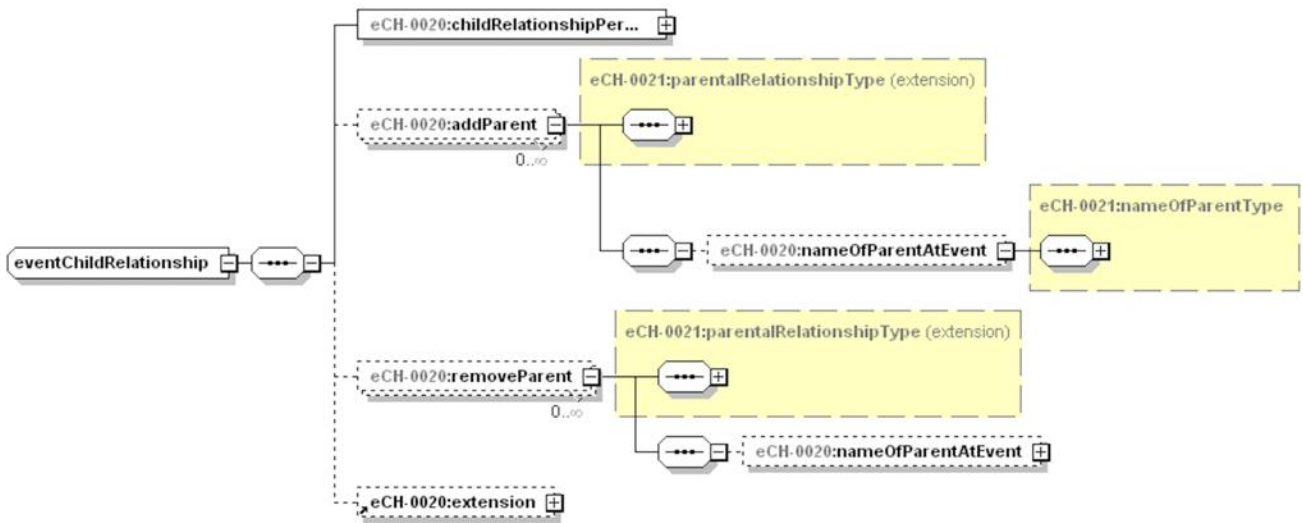 eCH-0020:childRelationshipPer...
eCH-0021:parentalRelationshipType (extension)
eCH-0020:addParent
0..∞
eCH-0021:nameOfParentType
eventChildRelationship
eCH-0020:nameOfParentAtEvent
eCH-0021:parentalRelationshipType (extension)
eCH-0020:removeParent
0..∞
eCH-0020:nameOfParentAtEvent
eCH-0020:extension